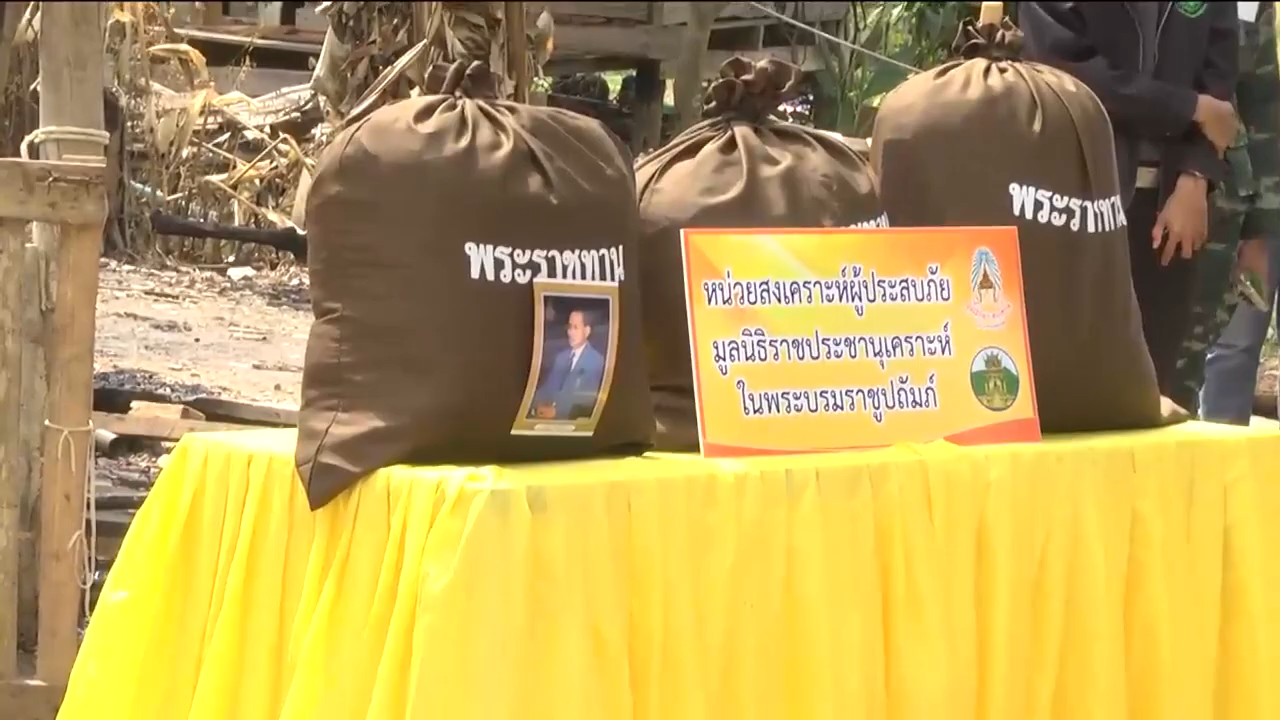 พระราชทาน
พระราชทาน
หน่วยสงเคราะห์ผู้ประสบภัย
มูลนิธิราชประชานุเคราะห์
ในพระบรมราชูปถัมภ์